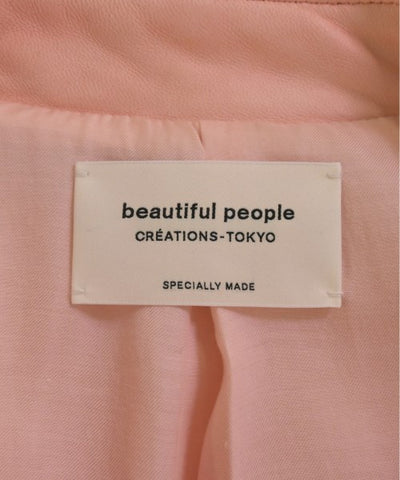 beautiful people
CRÉATIONS-TOKYO
SPECIALLY MADE